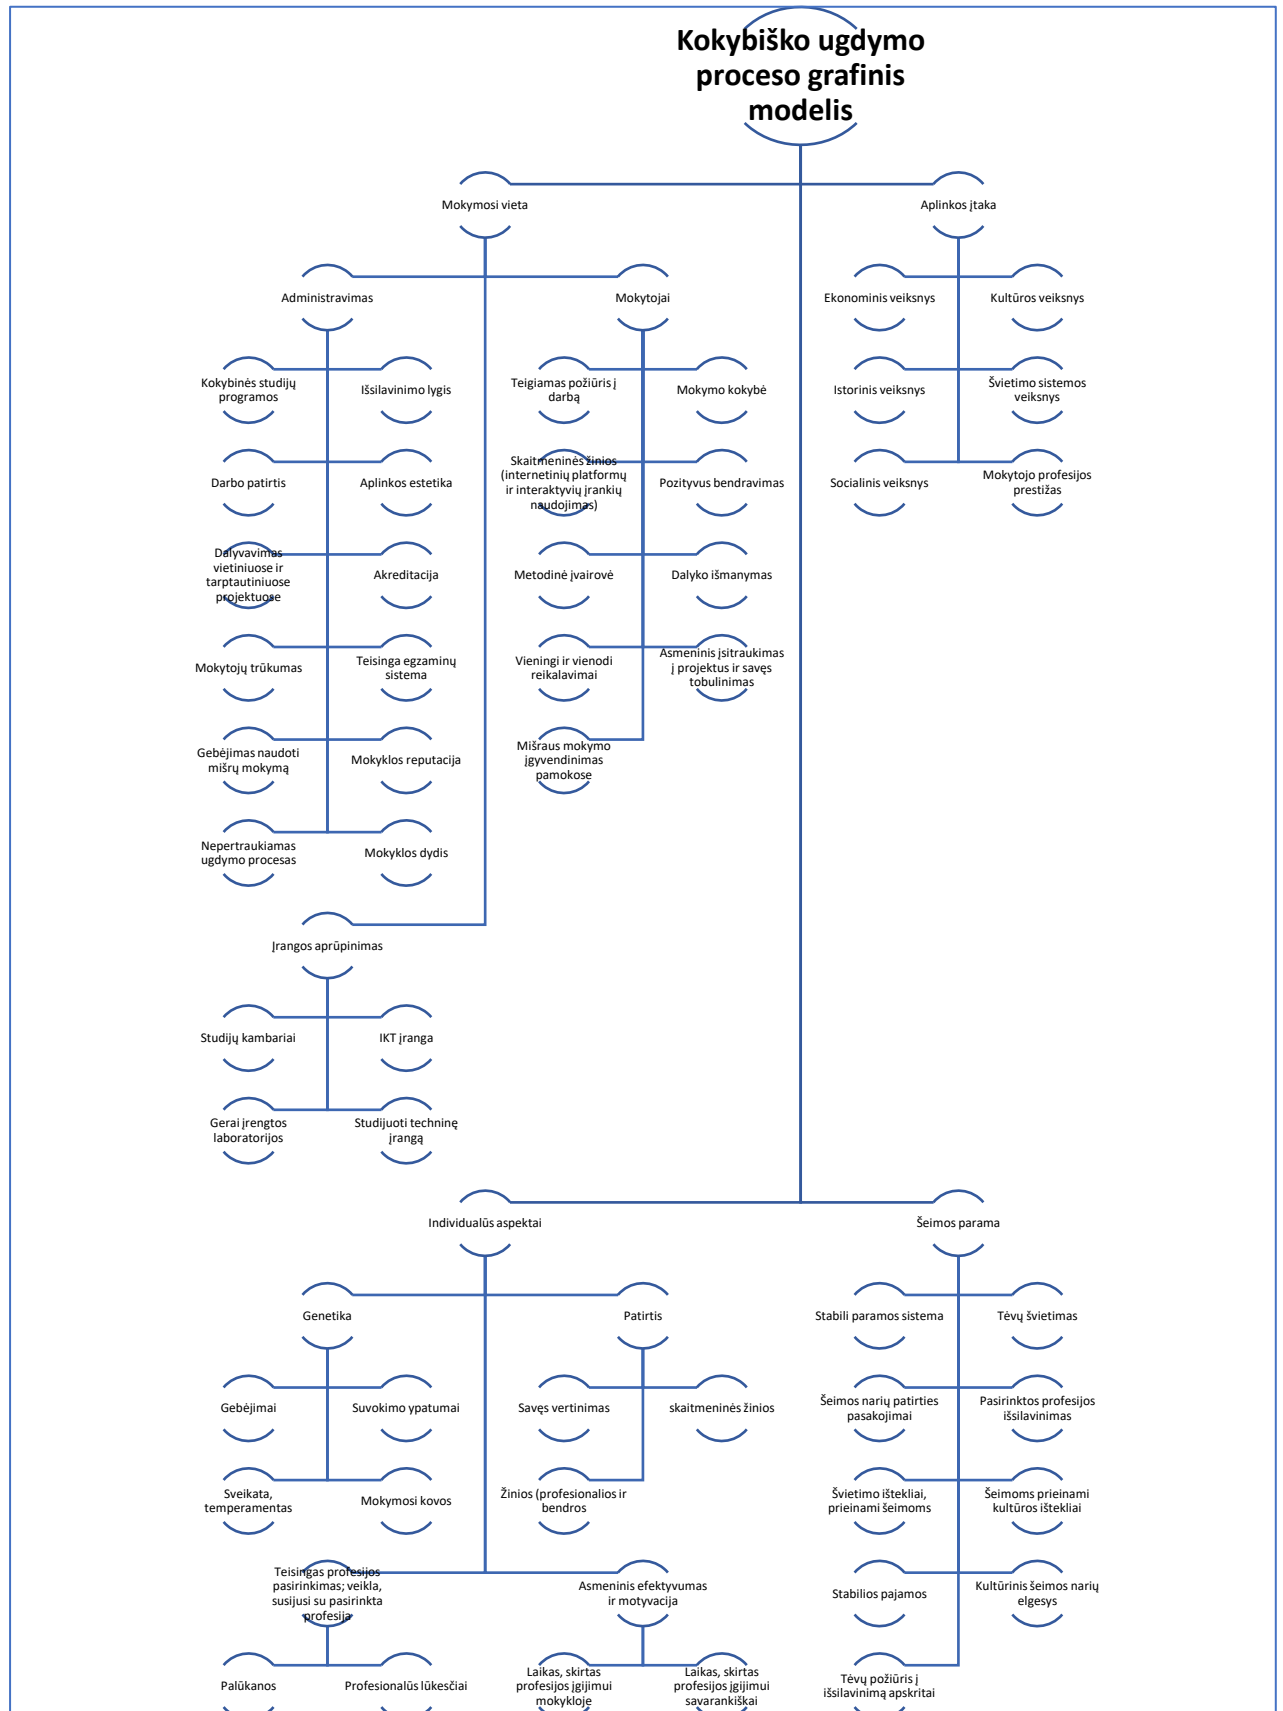 Kokybiško ugdymo
proceso grafinis
modelis
Mokymosi vieta
Aplinkos įtaka
Administravimas
Mokytojai
Ekonominis veiksnys
Kultūros veiksnys
Kokybinės studijų
programos
Išsilavinimo lygis
Teigiamas požiūris į
darbą
Mokymo kokybė
Istorinis veiksnys
Švietimo sistemos
veiksnys
Darbo patirtis
Aplinkos estetika
Skaitmeninės žinios
(internetinių platformų
ir interaktyvių įrankių
naudojimas)
Pozityvus bendravimas
Socialinis veiksnys
Mokytojo profesijos
prestižas
Dalyvavimas
vietiniuose ir
tarptautiniuose
projektuose
Akreditacija
Metodinė įvairovė
Dalyko išmanymas
Mokytojų trūkumas
Teisinga egzaminų
sistema
Vieningi ir vienodi
reikalavimai
Asmeninis įsitraukimas
į projektus ir savęs
tobulinimas
Gebėjimas naudoti
mišrų mokymą
Mokyklos reputacija
Mišraus mokymo
įgyvendinimas
pamokose
Nepertraukiamas
ugdymo procesas
Mokyklos dydis
Įrangos aprūpinimas
Studijų kambariai
IKT įranga
Gerai įrengtos
laboratorijos
Studijuoti techninę
įrangą
Individualūs aspektai
Šeimos parama
Genetika
Patirtis
Stabili paramos sistema
Tėvų švietimas
Gebėjimai
Suvokimo ypatumai
Savęs vertinimas
skaitmeninės žinios
Šeimos narių patirties
pasakojimai
Pasirinktos profesijos
išsilavinimas
Sveikata,
temperamentas
Mokymosi kovos
Žinios (profesionalios ir
bendros
Švietimo ištekliai,
prieinami šeimoms
Šeimoms prieinami
kultūros ištekliai
Teisingas profesijos
pasirinkimas; veikla,
susijusi su pasirinkta
profesija
Asmeninis efektyvumas
ir motyvacija
Stabilios pajamos
Kultūrinis šeimos narių
elgesys
Palūkanos
Profesionalūs lūkesčiai
Laikas, skirtas
profesijos įgijimui
mokykloje
Laikas, skirtas
profesijos įgijimui
savarankiškai
Tėvų požiūris į
išsilavinimą apskritai